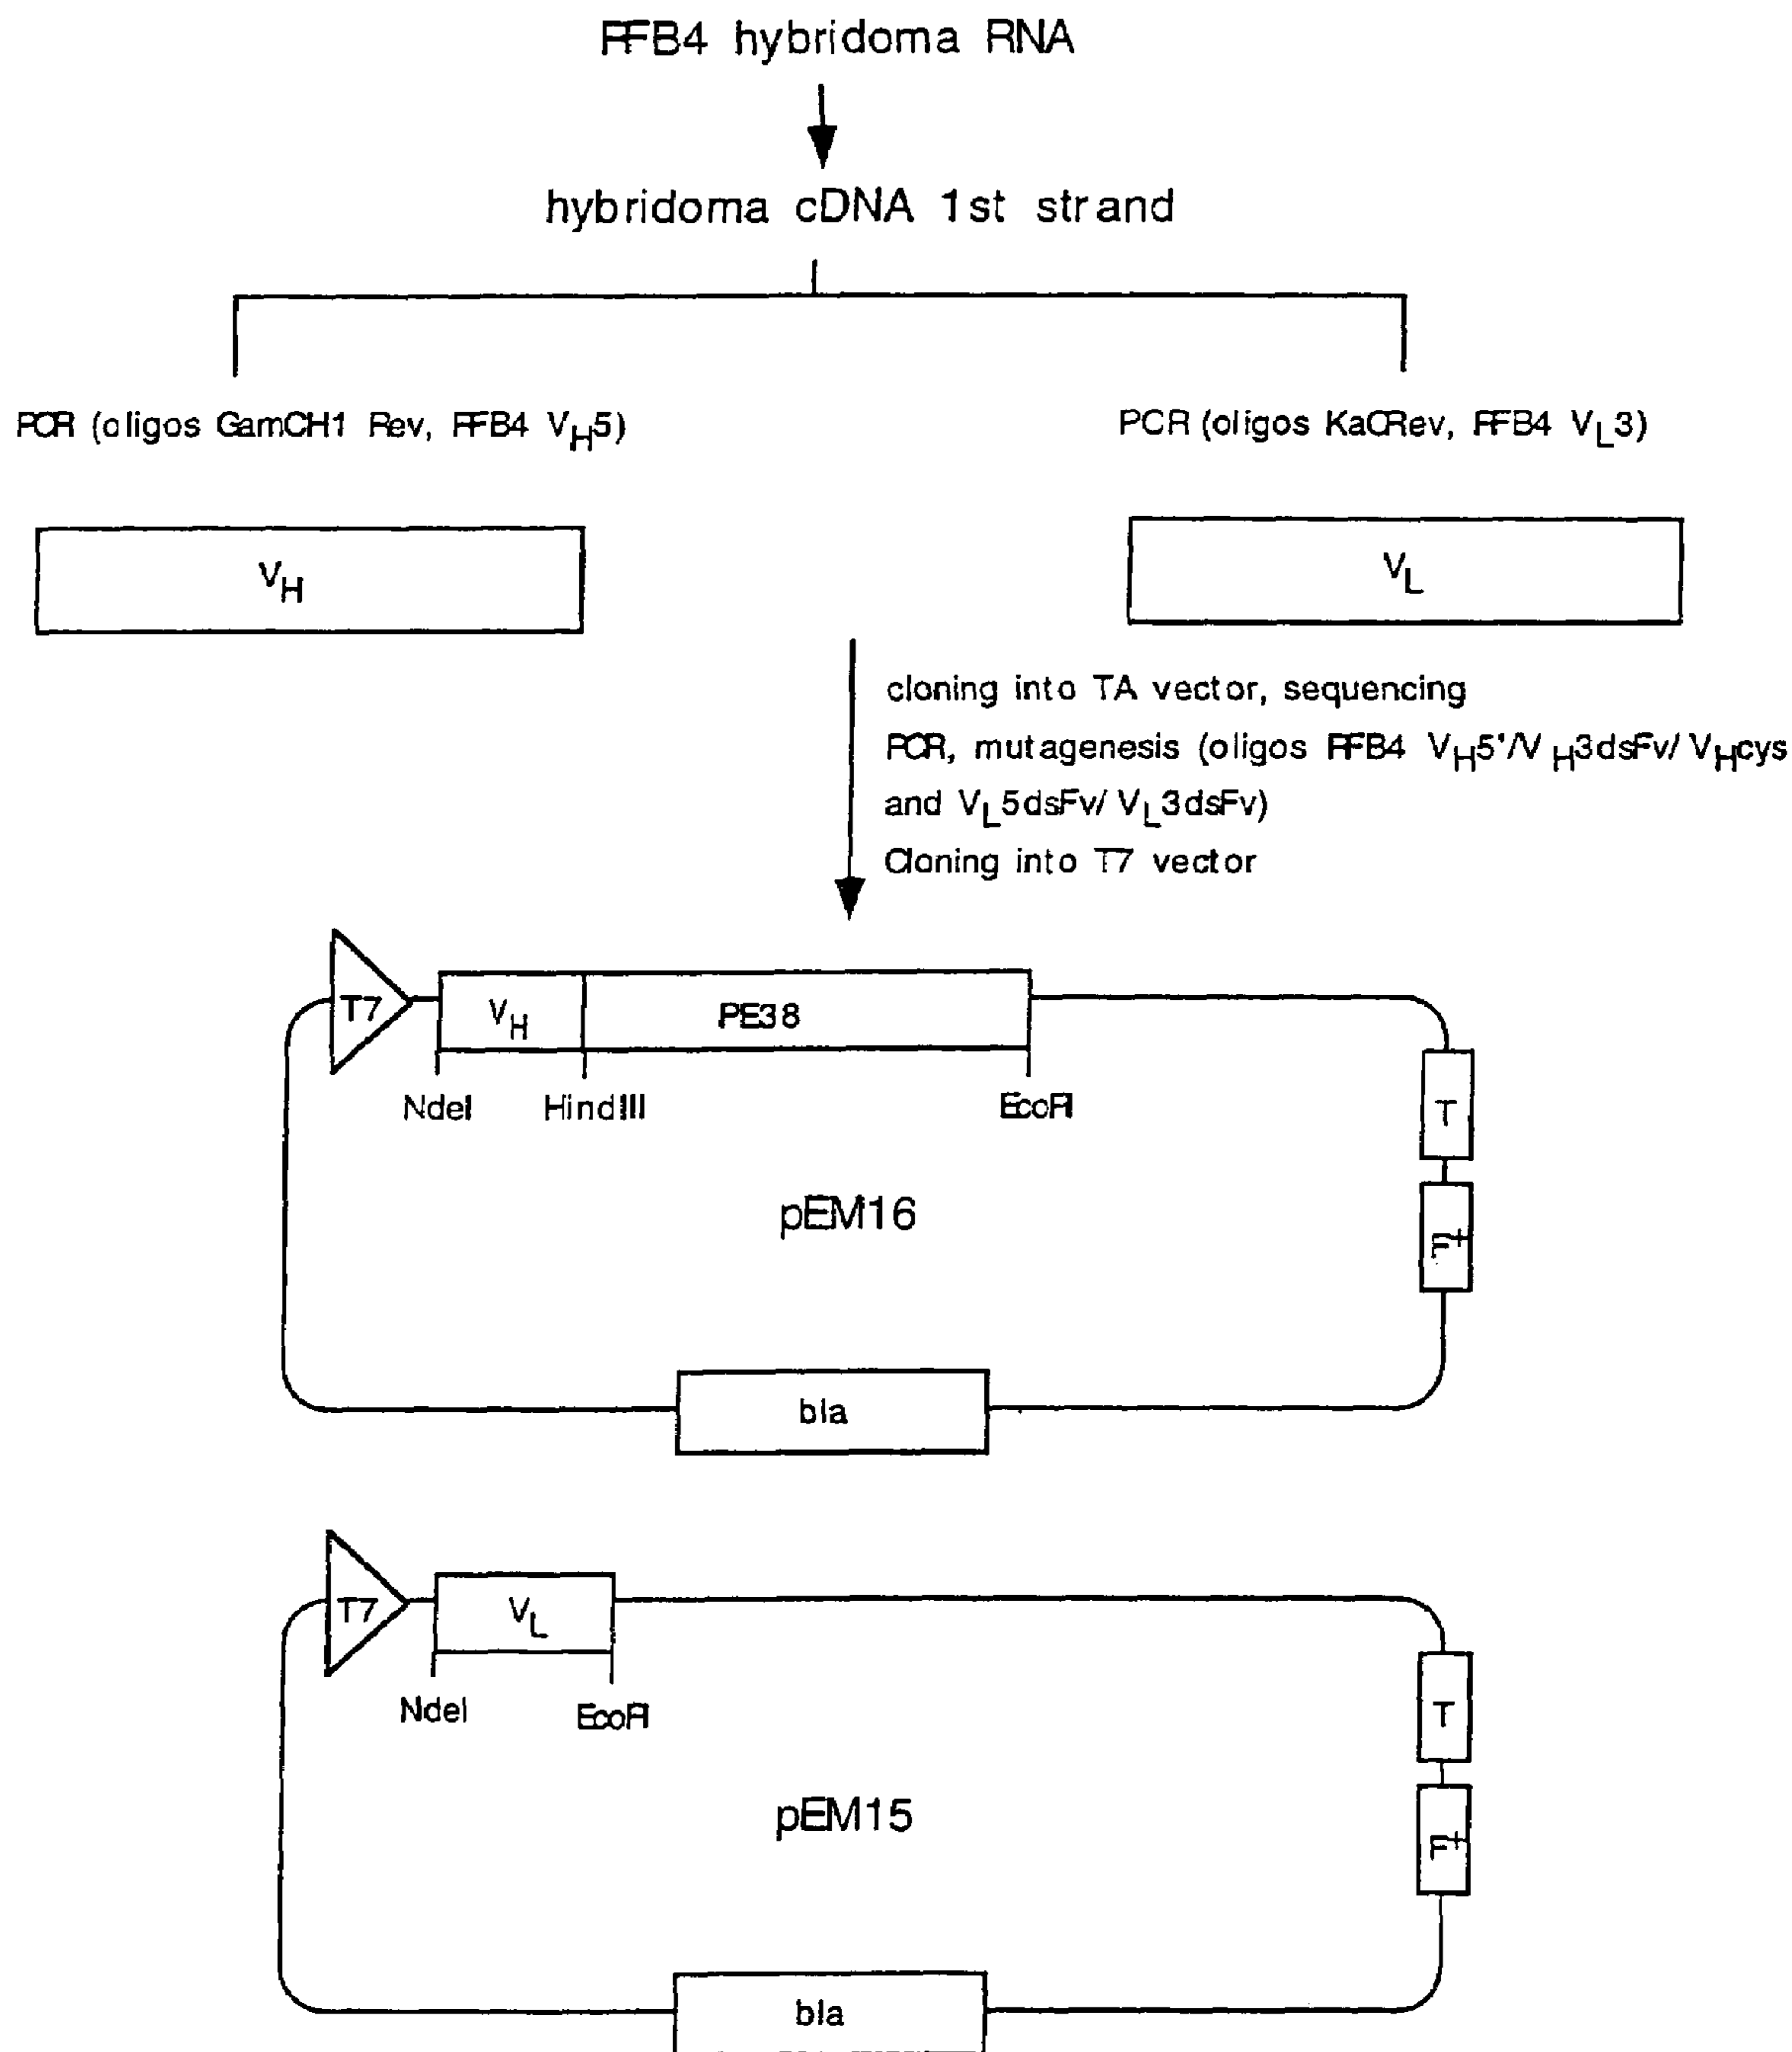 RFB4 hybridoma RNA
hybridoma cDNA 1st strand
PCR (oligos GamCH1 Rev, RFB4 VH5)
PCR (oligos KaCRev, RFB4 VL3)
VH
VL
cloning into TA vector, sequencing
PCR, mutagenesis (oligos RFB4 VH5'/VH3dsFv/VHcys
and VL5dsFv/VL3dsFv)
Cloning into T7 vector
T7
VH
PE38
NdeI
HindIII
EcoRI
T
F+
pEM16
bla
T7
VL
NdeI
EcoRI
T
F+
pEM15
bla